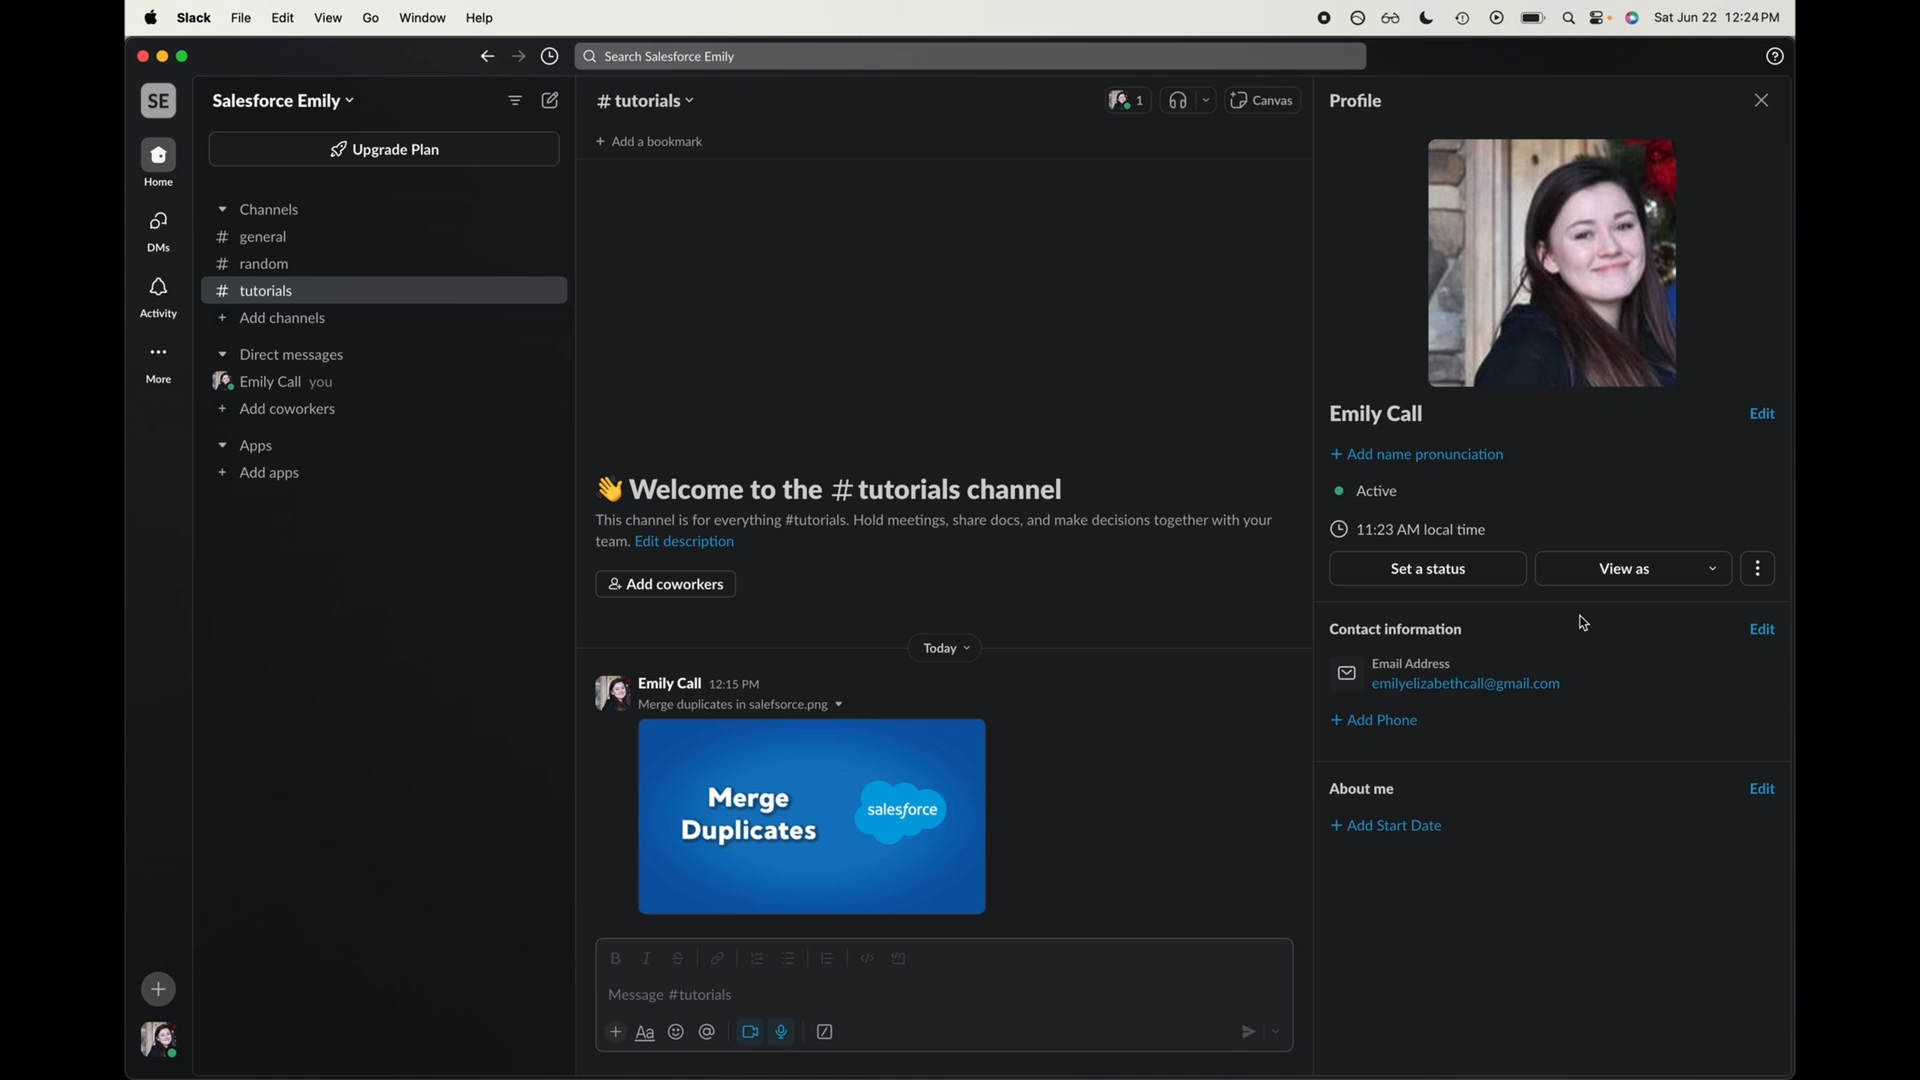 Slack File Edit View Go Window Help
Sat Jun 22 12:24 PM
Search Salesforce Emily
SE
Home
DMs
Activity
More
Salesforce Emily
Upgrade Plan
Channels
# general
# random
# tutorials
+ Add channels
Direct messages
Emily Call you
+ Add coworkers
Apps
+ Add apps
# tutorials
1
Canvas
+ Add a bookmark
👋 Welcome to the # tutorials channel
This channel is for everything #tutorials. Hold meetings, share docs, and make decisions together with your
team. Edit description
Add coworkers
Today
Emily Call 12:15 PM
Merge duplicates in salefsorce.png
Merge
Duplicates
salesforce
B I S
Message #tutorials
+ Aa @
Profile
Emily Call
Edit
+ Add name pronunciation
Active
11:23 AM local time
Set a status
View as
Contact information
Edit
Email Address
emilyelizabethcall@gmail.com
+ Add Phone
About me
Edit
+ Add Start Date